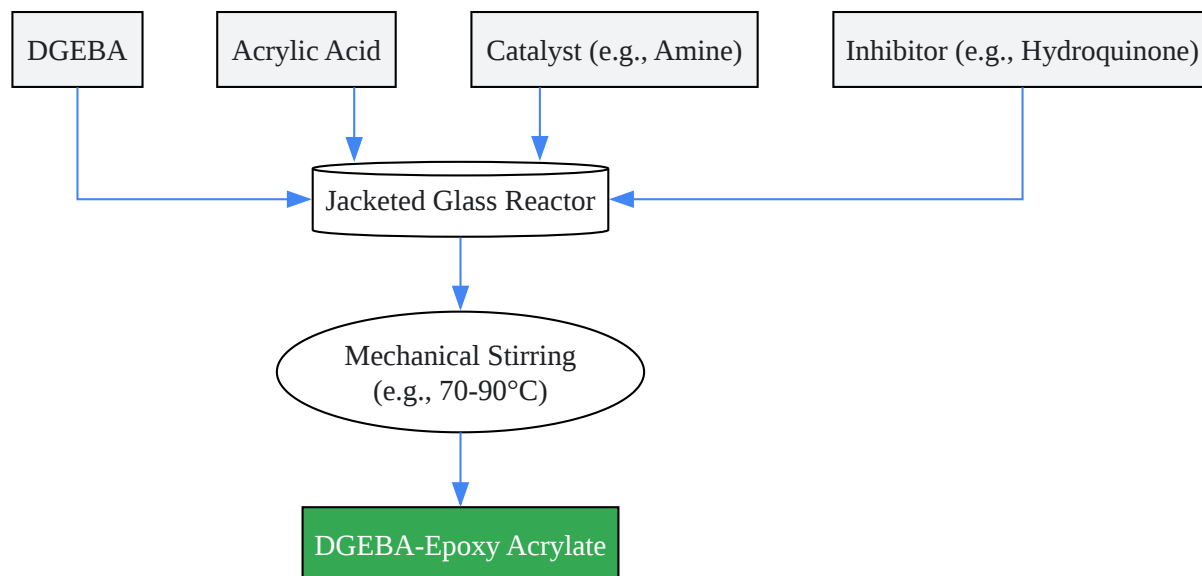 DGEBA
Acrylic Acid
Catalyst (e.g., Amine)
Inhibitor (e.g., Hydroquinone)
Jacketed Glass Reactor
Mechanical Stirring
(e.g., 70-90°C)
DGEBA-Epoxy Acrylate